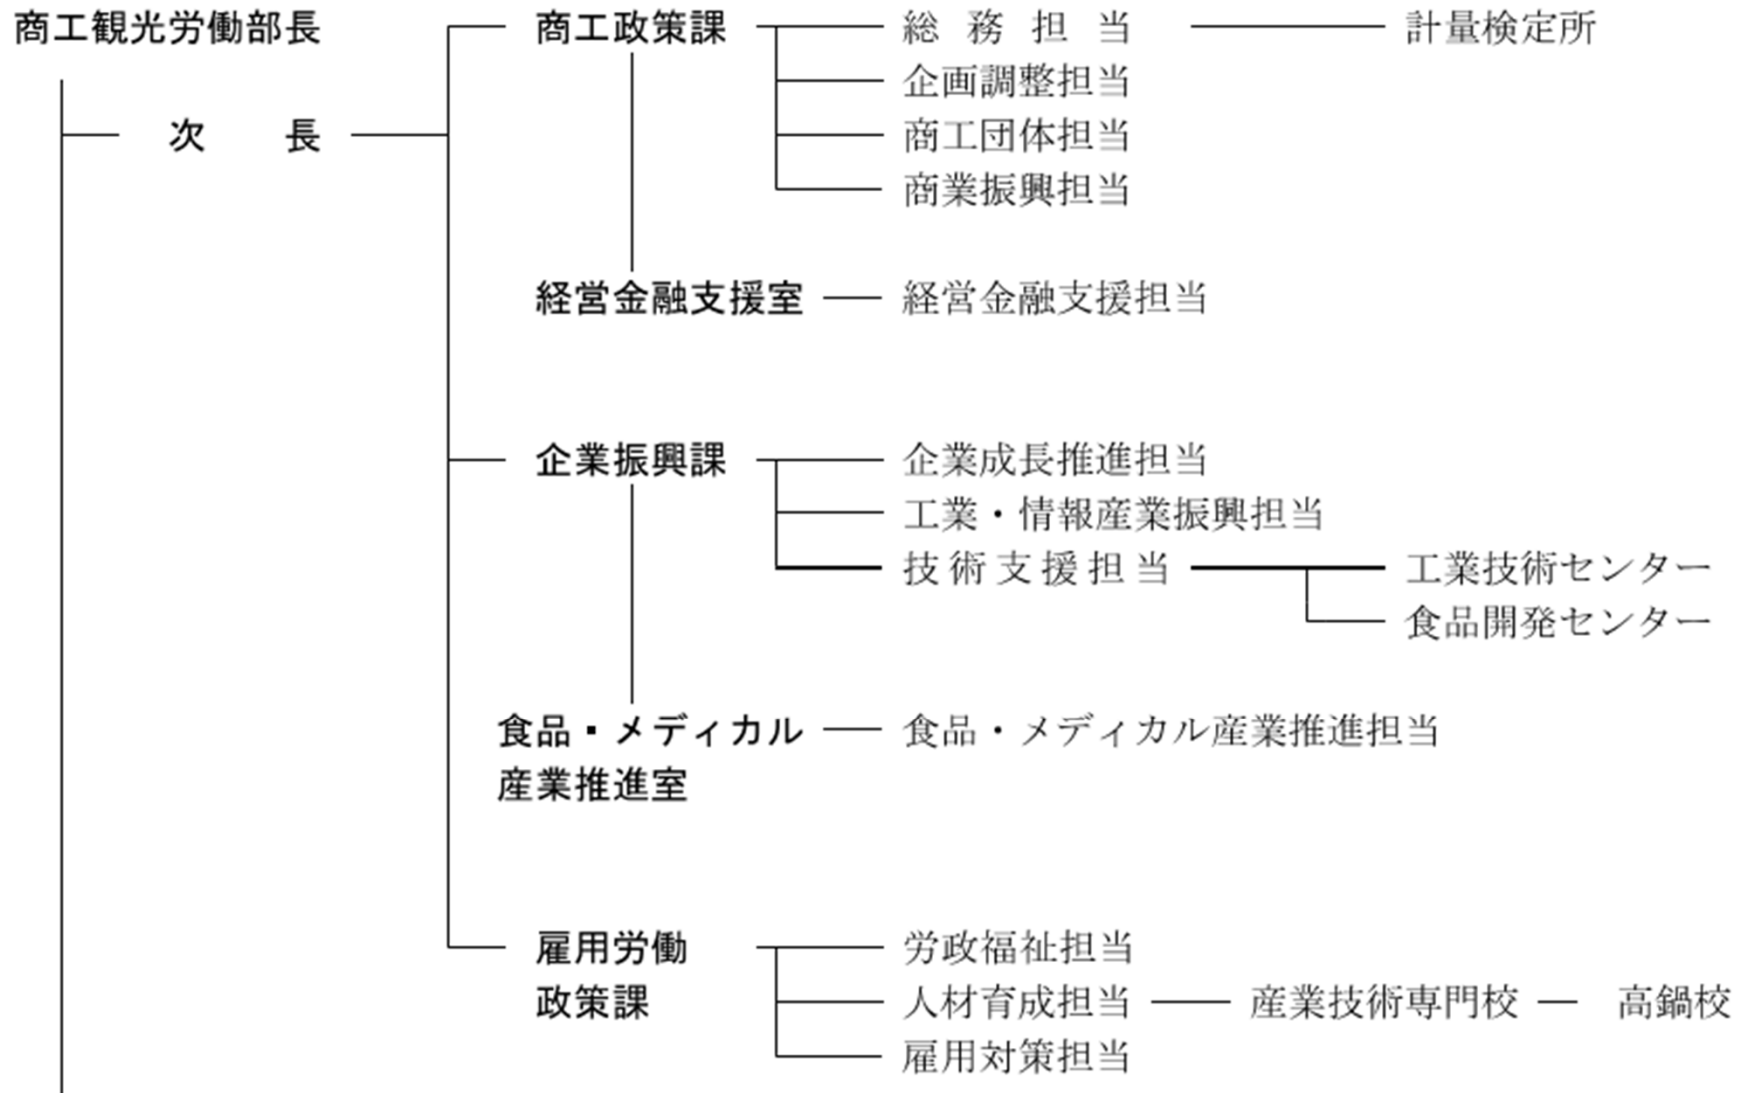 商工観光労働部長 商工政策課 総務担当 計量検定所
企画調整担当
次長 商工団体担当
商業振興担当
経営金融支援室 経営金融支援担当
企業振興課 企業成長推進担当
工業・情報産業振興担当
技術支援担当 工業技術センター
食品開発センター
食品・メディカル 食品・メディカル産業推進担当
産業推進室
雇用労働 労政福祉担当
政策課 人材育成担当 産業技術専門校 高鍋校
雇用対策担当